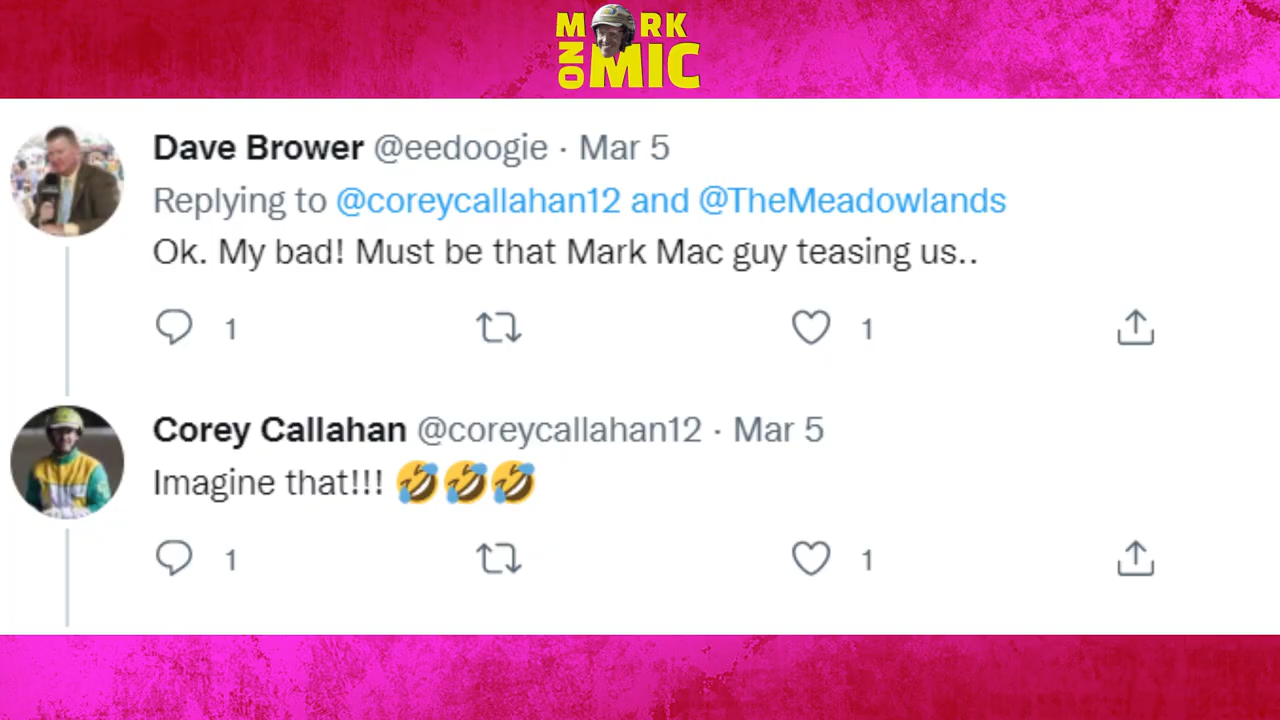 MARK
ON MIC
Dave Brower @eedoogie · Mar 5
Replying to @coreycallahan12 and @TheMeadowlands
Ok. My bad! Must be that Mark Mac guy teasing us..
1 1
Corey Callahan @coreycallahan12 · Mar 5
Imagine that!!! 🤣🤣🤣
1 1